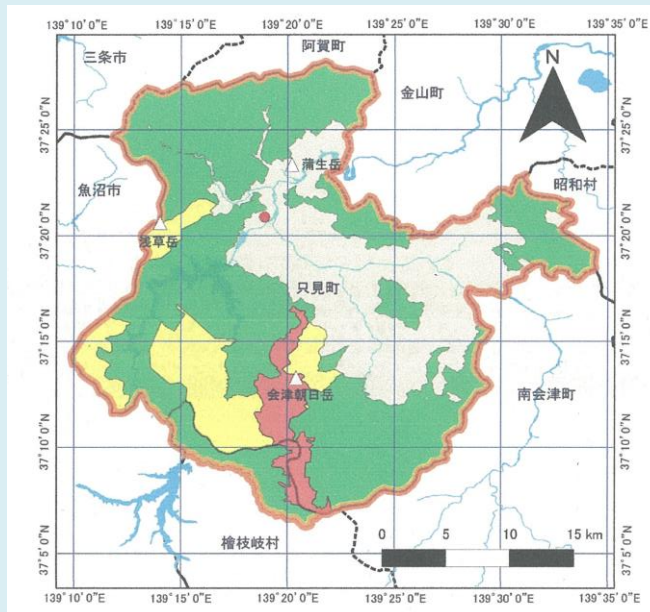 139°10'0"E 139°15'0"E 139°20'0"E 139°25'0"E 139°30'0"E 139°35'0"E
阿賀町
三条市
N
金山町
37°25'0"N 37°25'0"N
蒲生岳
魚沼市
昭和村
37°20'0"N 37°20'0"N
浅草岳
只見町
37°15'0"N 37°15'0"N
会津朝日岳
南会津町
37°10'0"N 37°10'0"N
0 5 10 15 km
檜枝岐村
37°5'0"N 37°5'0"N
139°10'0"E 139°15'0"E 139°20'0"E 139°25'0"E 139°30'0"E 139°35'0"E